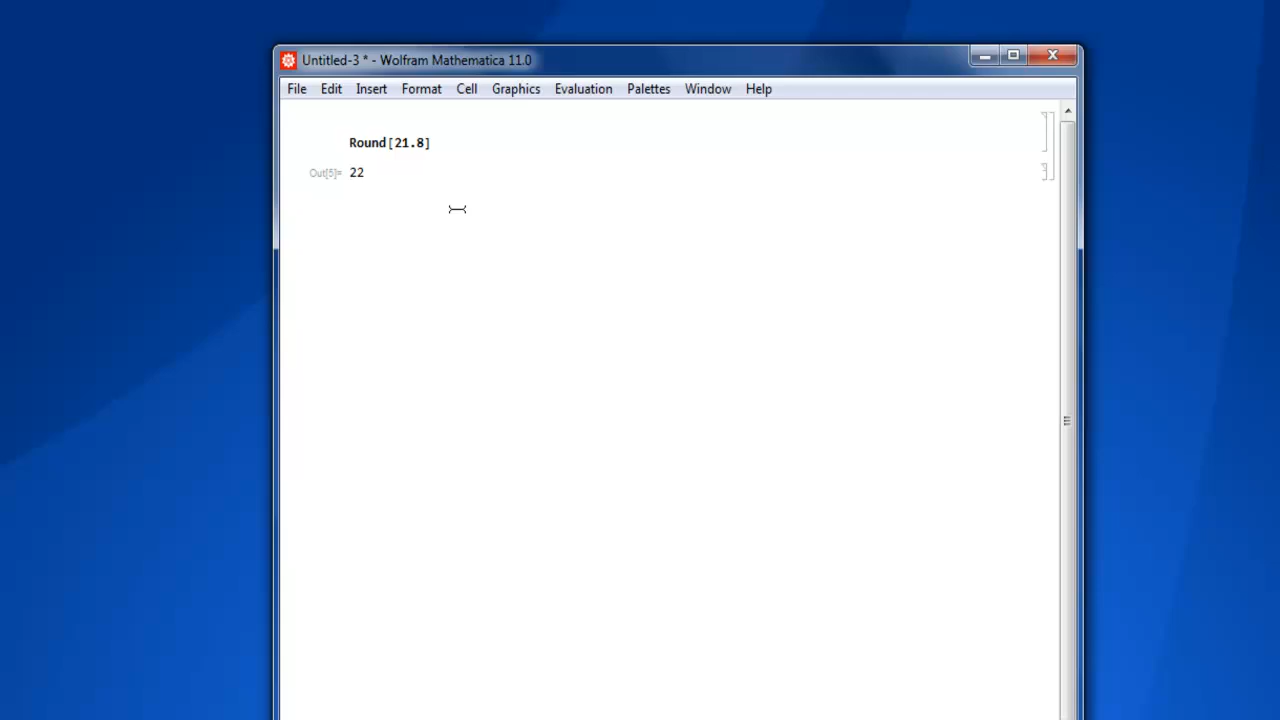 Untitled-3 * - Wolfram Mathematica 11.0
File Edit Insert Format Cell Graphics Evaluation Palettes Window Help
Round[21.8]
Out[5]= 22